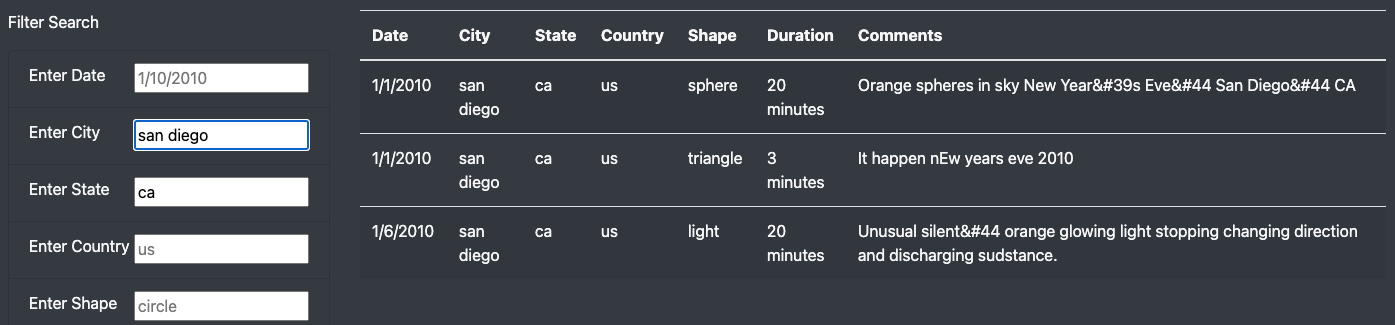 Filter Search
Enter Date 1/10/2010
Enter City san diego
Enter State ca
Enter Country us
Enter Shape circle
Date City State Country Shape Duration Comments
1/1/2010 san ca us sphere 20 Orange spheres in sky New Year&#39s Eve&#44 San Diego&#44 CA
diego minutes
1/1/2010 san ca us triangle 3 It happen nEw years eve 2010
diego minutes
1/6/2010 san ca us light 20 Unusual silent&#44 orange glowing light stopping changing direction
diego minutes and discharging sudstance.